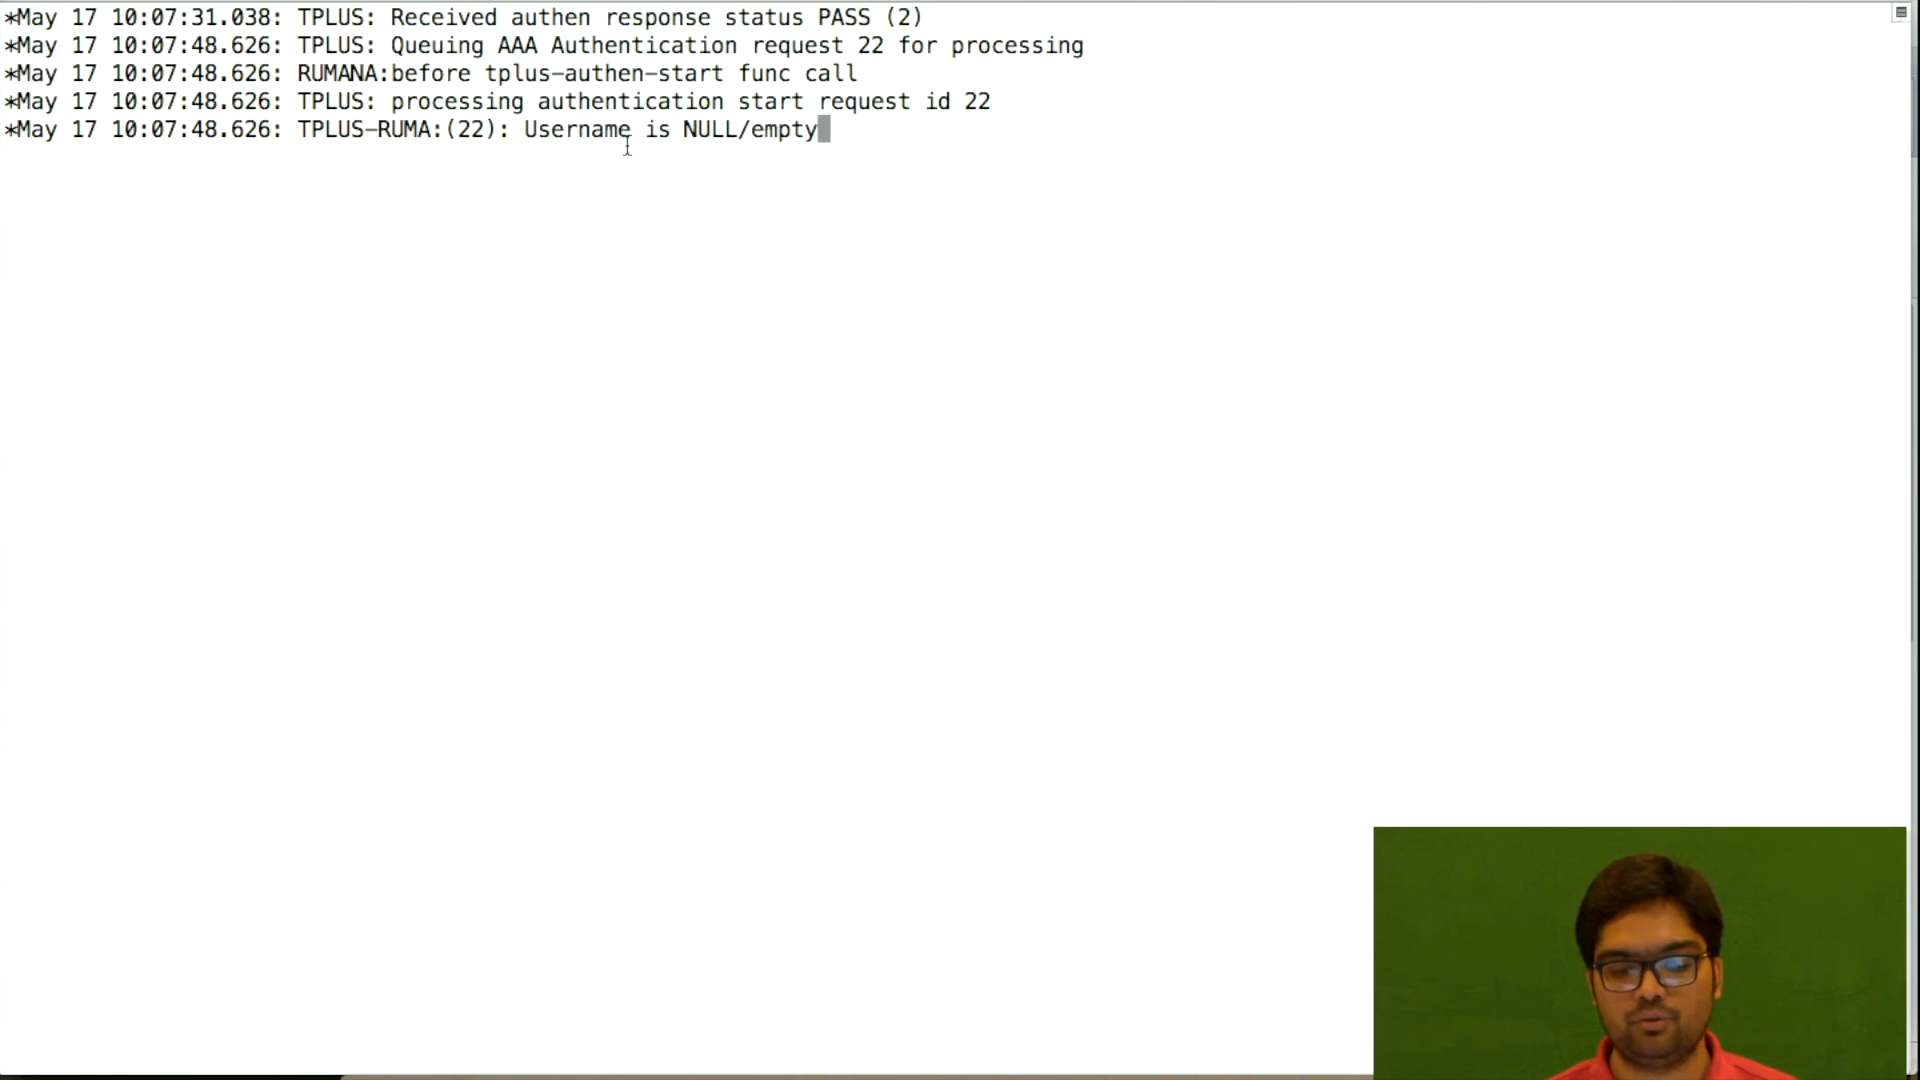 *May 17 10:07:31.038: TPLUS: Received authen response status PASS (2)
*May 17 10:07:48.626: TPLUS: Queuing AAA Authentication request 22 for processing
*May 17 10:07:48.626: RUMANA:before tplus-authen-start func call
*May 17 10:07:48.626: TPLUS: processing authentication start request id 22
*May 17 10:07:48.626: TPLUS-RUMA:(22): Username is NULL/empty